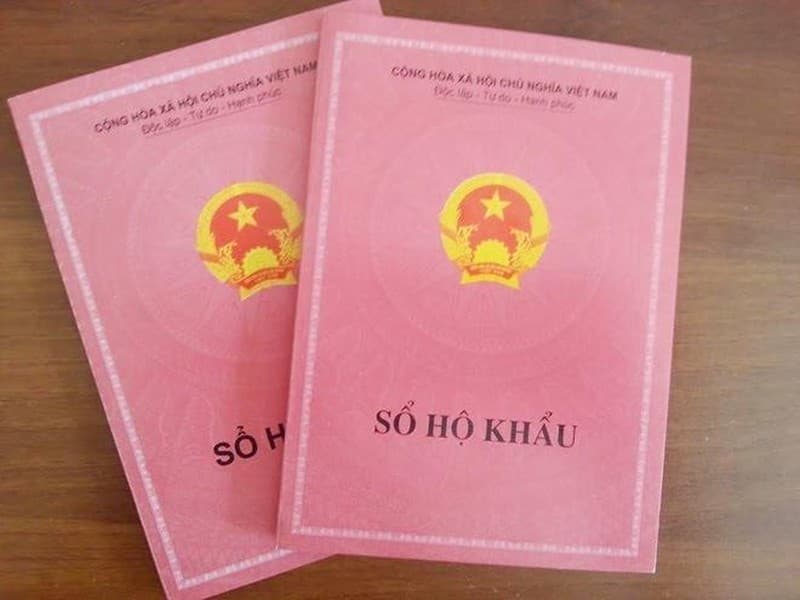 CỘNG HÒA XÃ HỘI CHỦ NGHĨA VIỆT NAM
Độc lập - Tự do - Hạnh phúc
SỔ H
CỘNG HÒA XÃ HỘI CHỦ NGHĨA VIỆT NAM
Độc lập - Tự do - Hạnh phúc
SỔ HỘ KHẨU